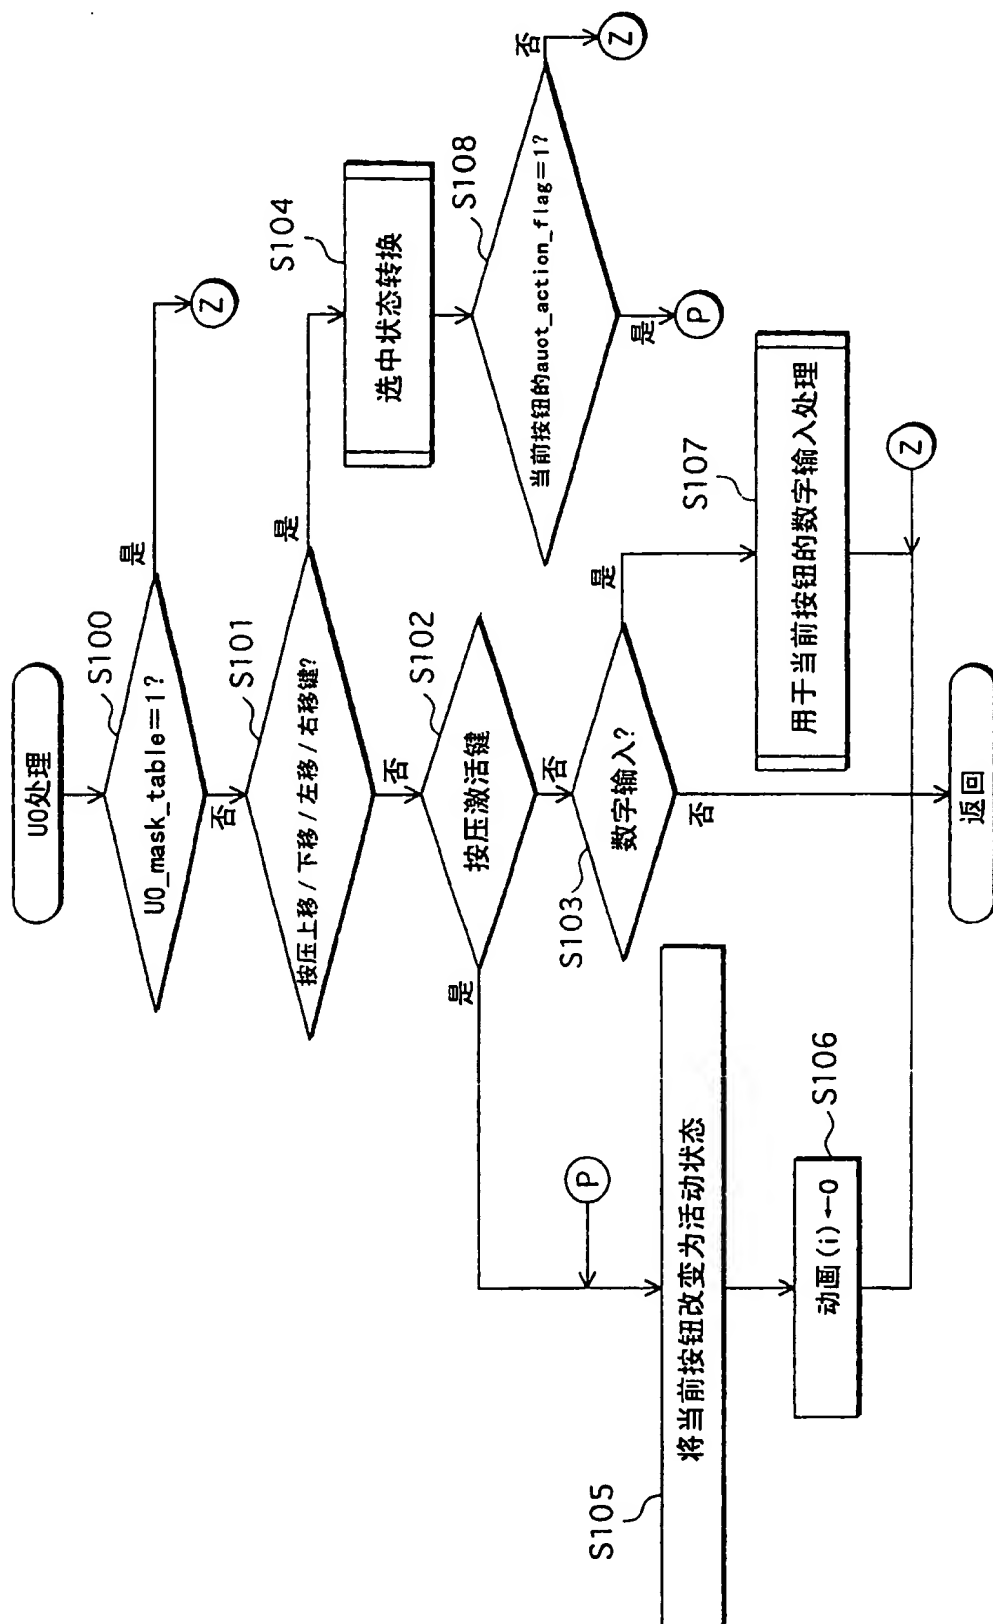 UO处理
S100
UO_mask_table==1?
是
Z
否
S101
按压上移/下移/左移/右移键?
是
S104
选中状态转换
S108
当前按钮的auot_action_flag=1?
否
Z
是
P
否
S102
按压激活键
是
否
S103
数字输入?
是
S107
用于当前按钮的数字输入处理
Z
否
P
S105
将当前按钮改变为活动状态
S106
动画(i)←0
返回